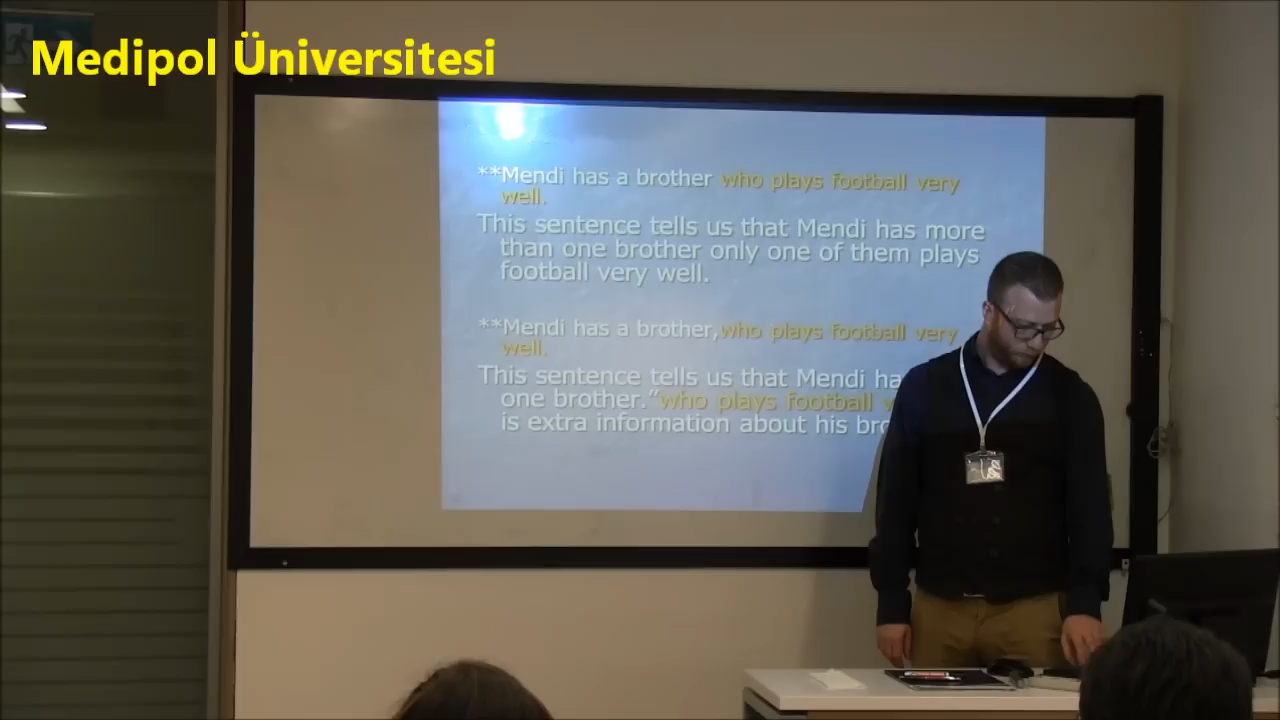 Medipol Üniversitesi
**Mendi has a brother who plays football very
well.
This sentence tells us that Mendi has more
than one brother only one of them plays
football very well.
**Mendi has a brother,who plays football very
well.
This sentence tells us that Mendi ha
one brother.”who plays football v
is extra information about his bro